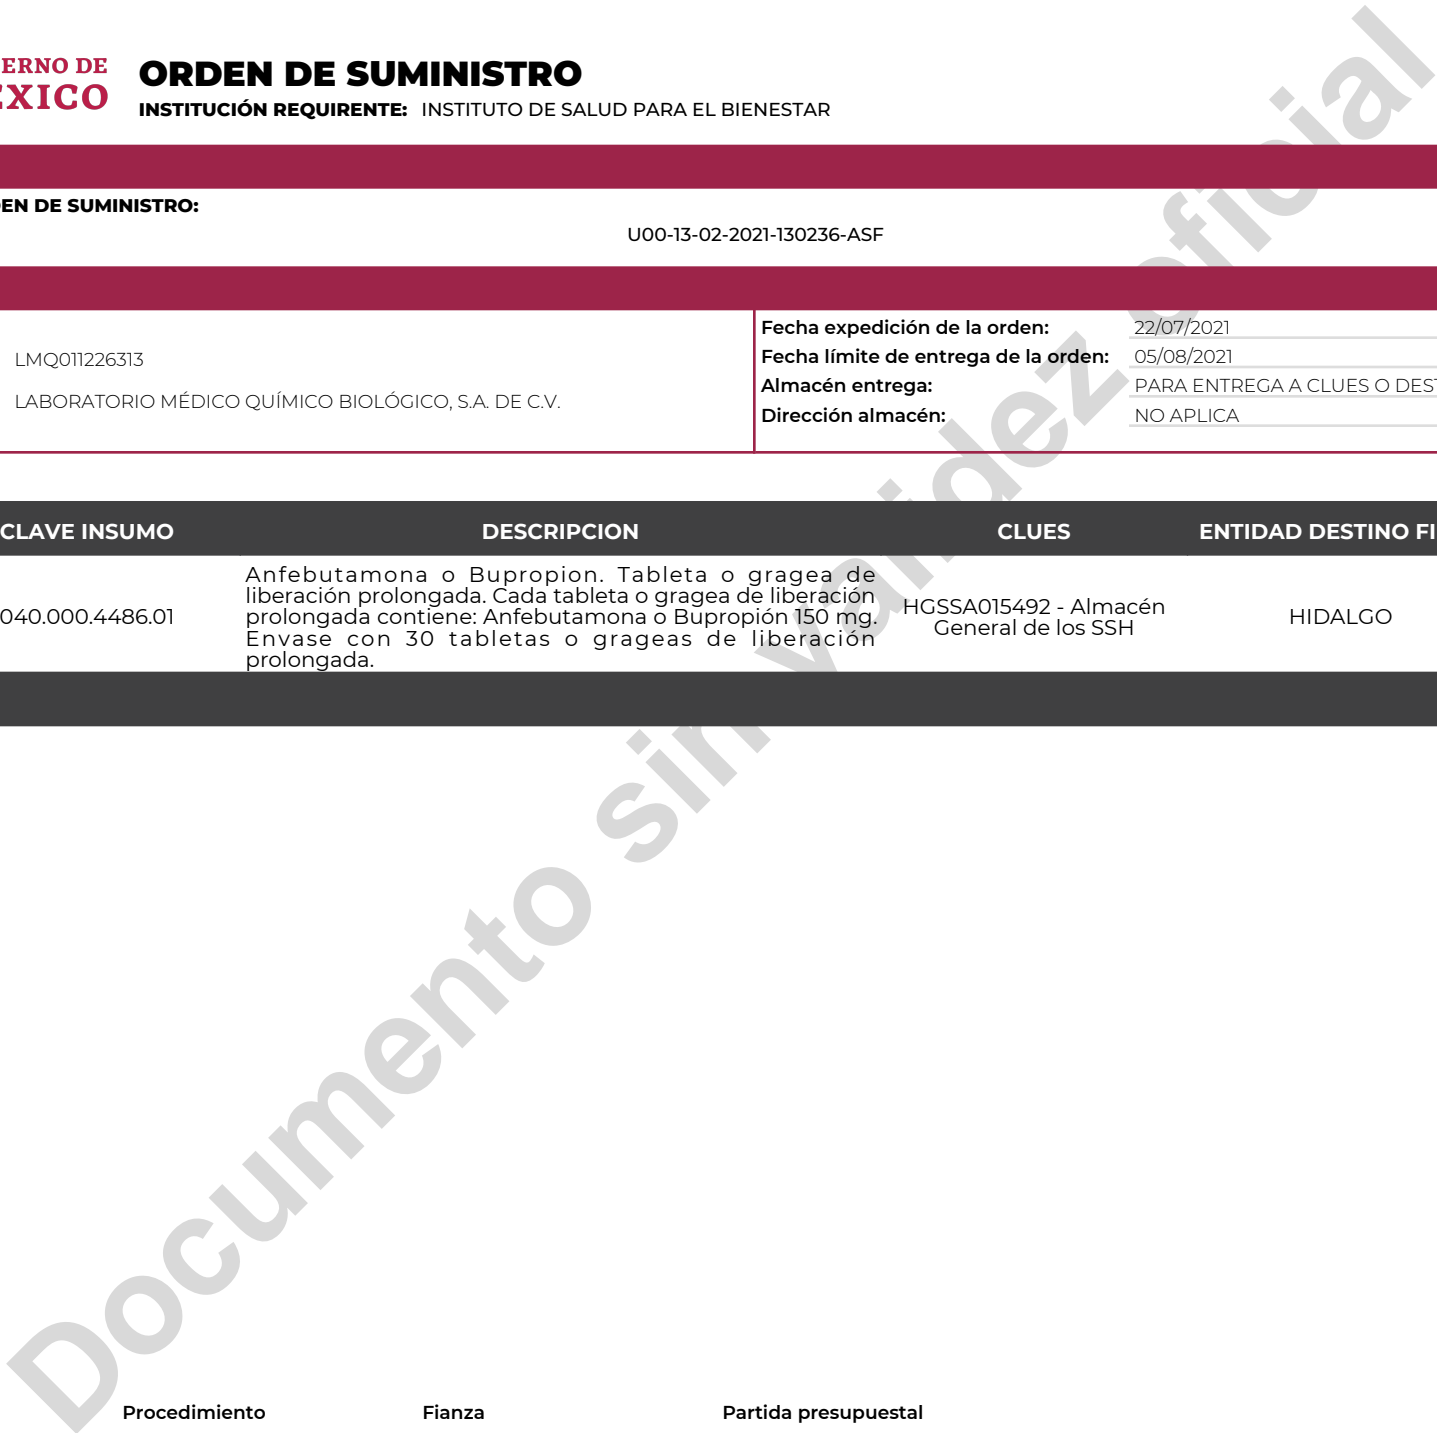 ERNO DE
ÉXICO
ORDEN DE SUMINISTRO
INSTITUCIÓN REQUIRENTE: INSTITUTO DE SALUD PARA EL BIENESTAR
EN DE SUMINISTRO:
U00-13-02-2021-130236-ASF
LMQ011226313
LABORATORIO MÉDICO QUÍMICO BIOLÓGICO, S.A. DE C.V.
Fecha expedición de la orden: 22/07/2021
Fecha límite de entrega de la orden: 05/08/2021
Almacén entrega: PARA ENTREGA A CLUES O DEST
Dirección almacén: NO APLICA
CLAVE INSUMO DESCRIPCION CLUES ENTIDAD DESTINO FI
040.000.4486.01
Anfebutamona o Bupropion. Tableta o gragea de
liberación prolongada. Cada tableta o gragea de liberación
prolongada contiene: Anfebutamona o Bupropión 150 mg.
Envase con 30 tabletas o grageas de liberación
prolongada.
HGSSA015492 - Almacén
General de los SSH
HIDALGO
Documento sin validez oficial
Procedimiento Fianza Partida presupuestal